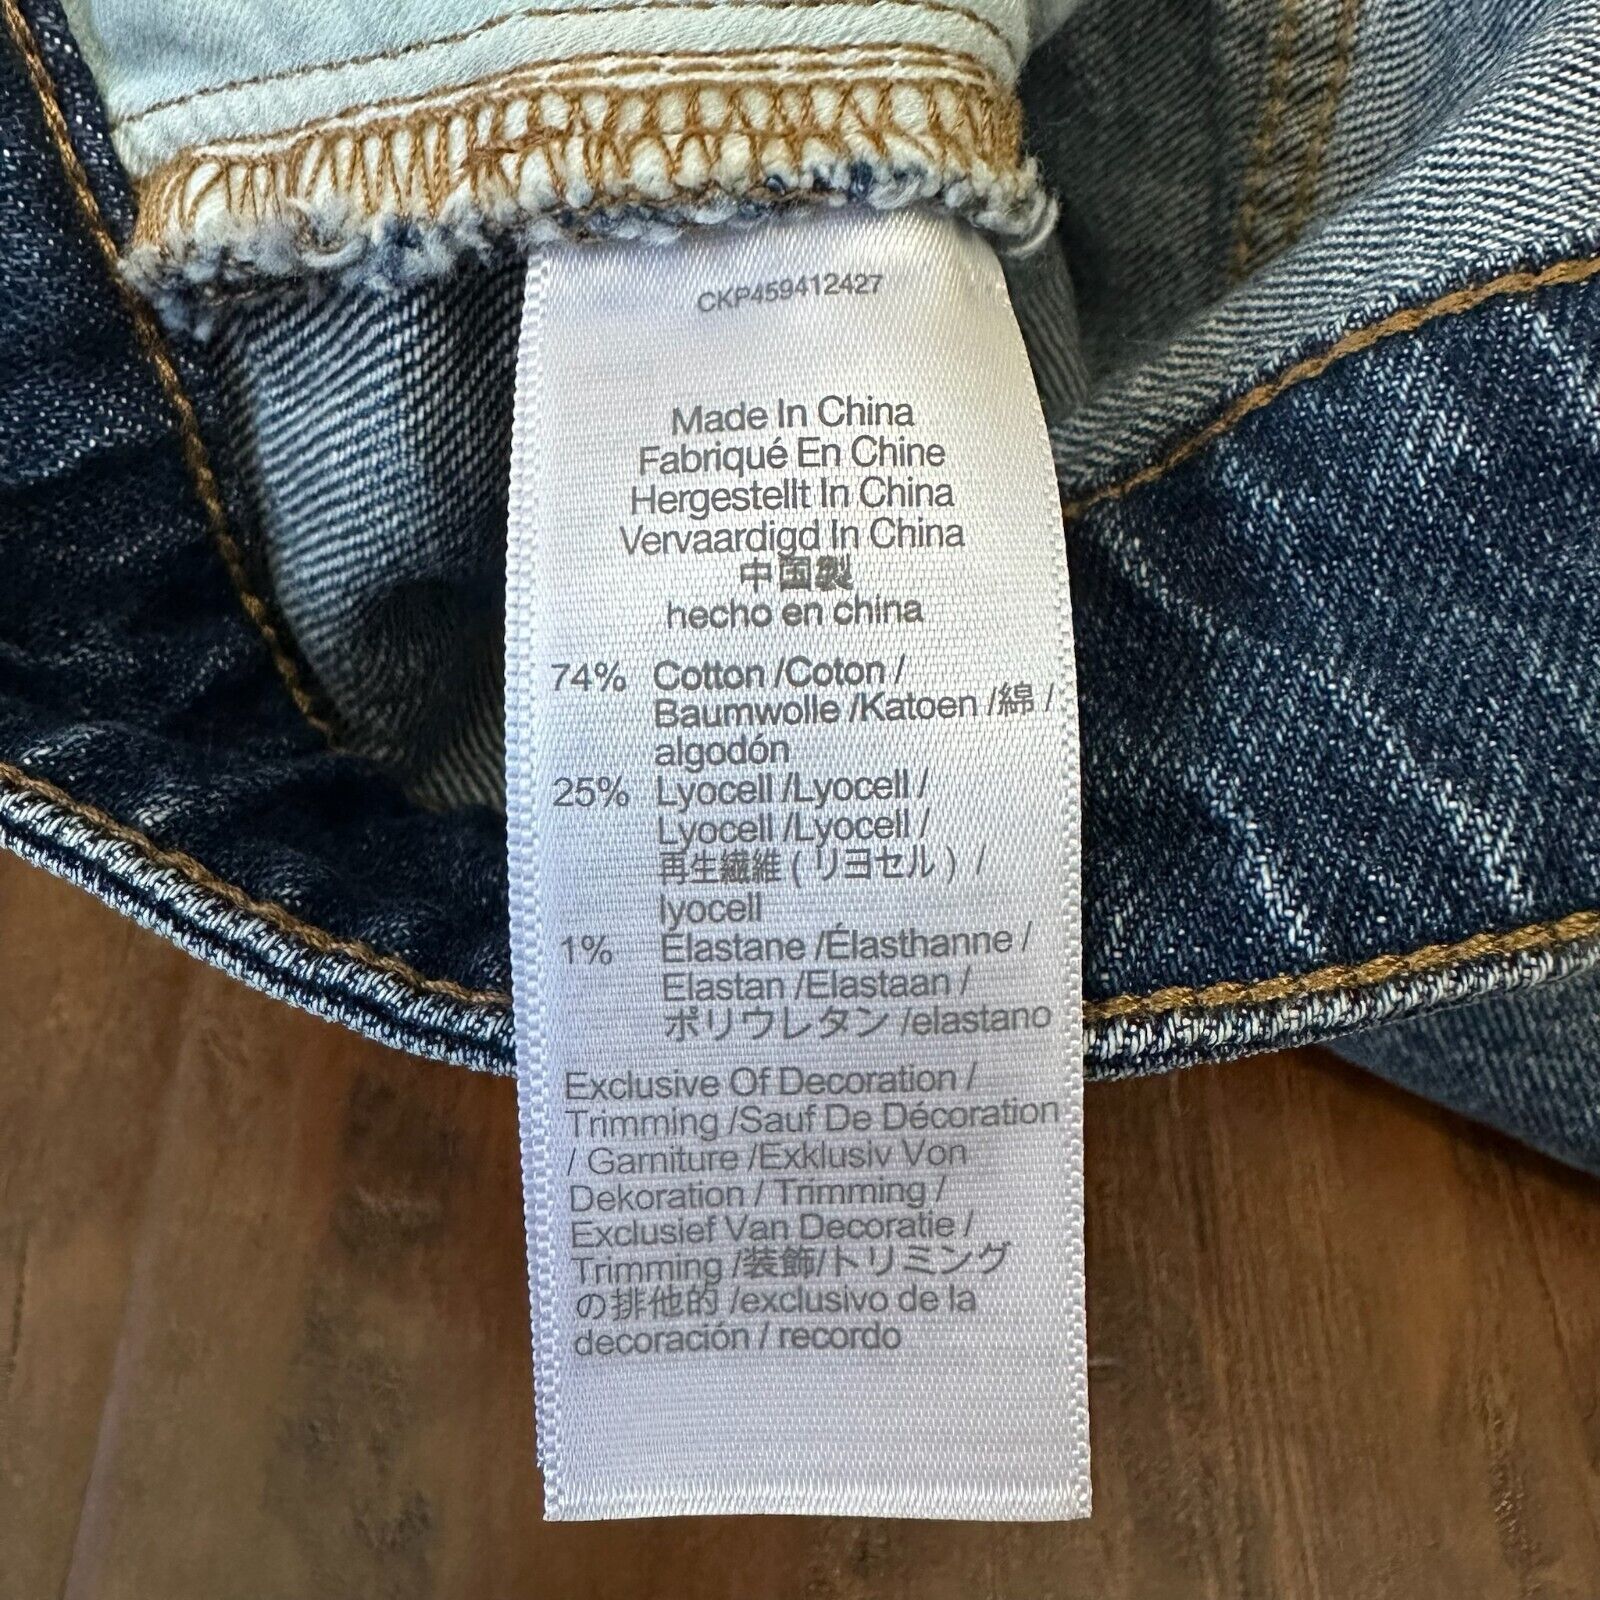 CKP459412427
Made In China
Fabriqué En Chine
Hergestellt In China
Vervaardigd In China
中国製
hecho en china
74% Cotton /Coton /
Baumwolle /Katoen /綿 /
algodón
25% Lyocell /Lyocell /
Lyocell /Lyocell /
再生繊維 ( リヨセル ) /
lyocell
1% Elastane /Élasthanne /
Elastan /Elastaan /
ポリウレタン /elastano
Exclusive Of Decoration /
Trimming /Sauf De Décoration
/ Garniture /Exklusiv Von
Dekoration / Trimming /
Exclusief Van Decoratie /
Trimming /装飾/トリミング
の排他的 /exclusivo de la
decoración / recordo